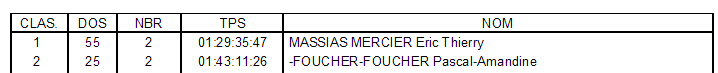 CLAS. DOS NBR TPS NOM
1 55 2 01:29:35:47 MASSIAS MERCIER Eric Thierry
2 25 2 01:43:11:26 -FOUCHER-FOUCHER Pascal-Amandine